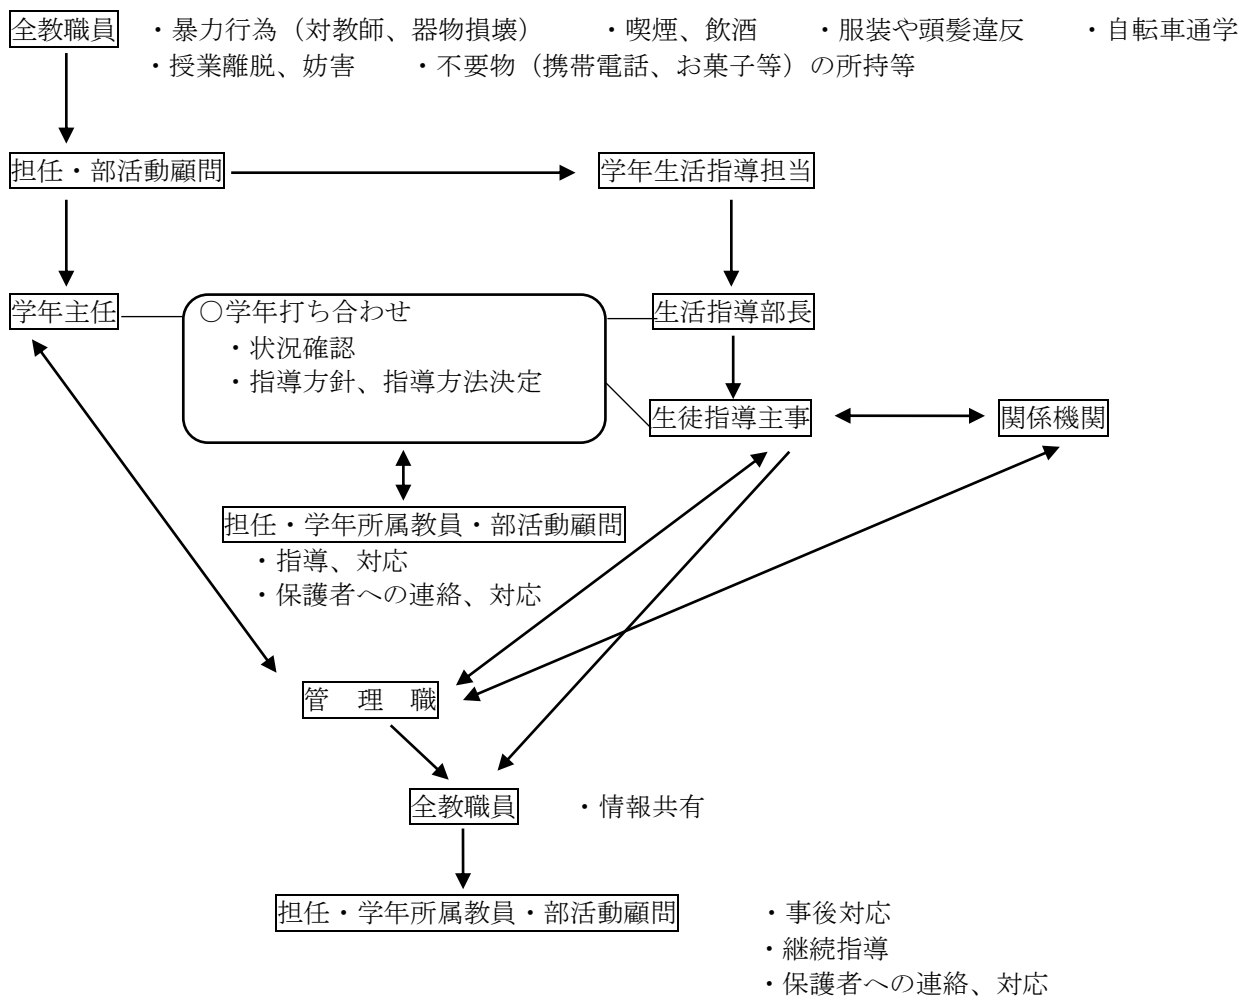 全教職員 ・暴力行為（対教師、器物損壊） ・喫煙、飲酒 ・服装や頭髪違反 ・自転車通学
・授業離脱、妨害 ・不要物（携帯電話、お菓子等）の所持等
担任・部活動顧問 学年生活指導担当
学年主任 ○学年打ち合わせ 生活指導部長
・状況確認
・指導方針、指導方法決定
生徒指導主事 関係機関
担任・学年所属教員・部活動顧問
・指導、対応
・保護者への連絡、対応
管　理　職
全教職員 ・情報共有
担任・学年所属教員・部活動顧問 ・事後対応
・継続指導
・保護者への連絡、対応